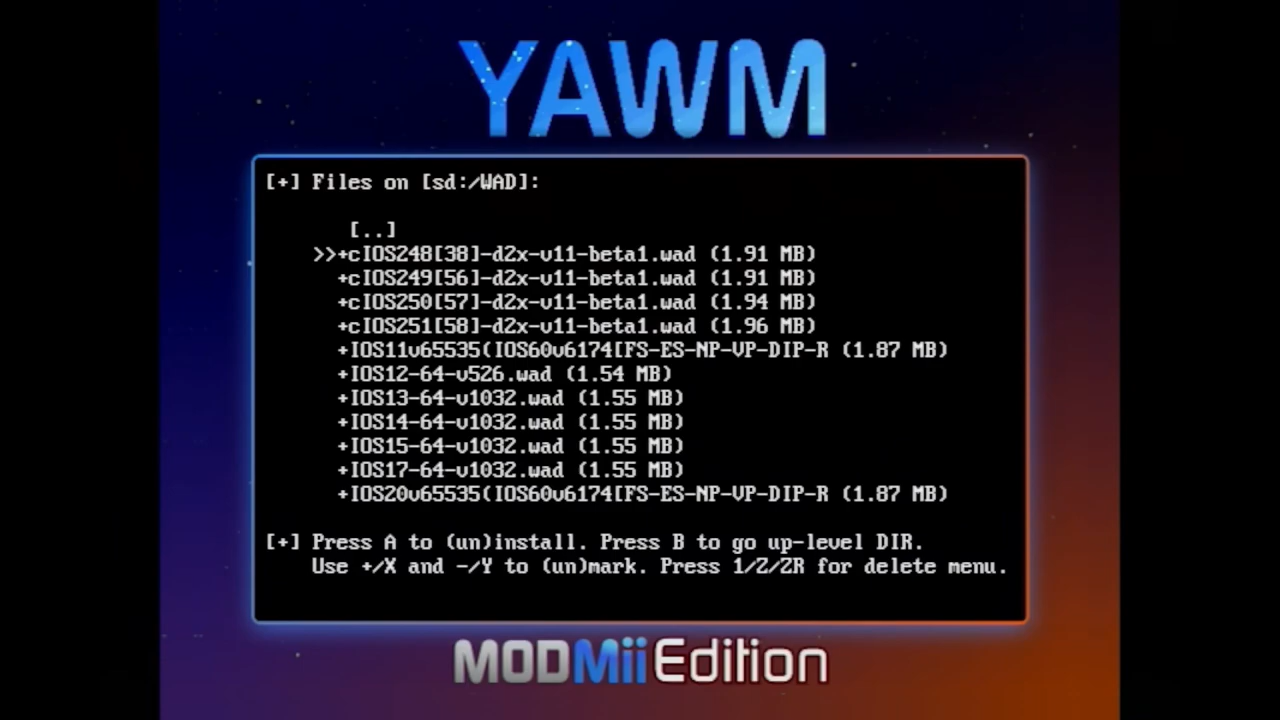 YAWM
[+] Files on [sd:/WAD]:
[..]
>>+cIOS248[38]-d2x-v11-beta1.wad (1.91 MB)
+cIOS249[56]-d2x-v11-beta1.wad (1.91 MB)
+cIOS250[57]-d2x-v11-beta1.wad (1.94 MB)
+cIOS251[58]-d2x-v11-beta1.wad (1.96 MB)
+IOS11v65535(IOS60v6174[FS-ES-NP-VP-DIP-R (1.87 MB)
+IOS12-64-v526.wad (1.54 MB)
+IOS13-64-v1032.wad (1.55 MB)
+IOS14-64-v1032.wad (1.55 MB)
+IOS15-64-v1032.wad (1.55 MB)
+IOS17-64-v1032.wad (1.55 MB)
+IOS20v65535(IOS60v6174[FS-ES-NP-VP-DIP-R (1.87 MB)
[+] Press A to (un)install. Press B to go up-level DIR.
Use +/X and -/Y to (un)mark. Press 1/Z/ZR for delete menu.
MODMii Edition